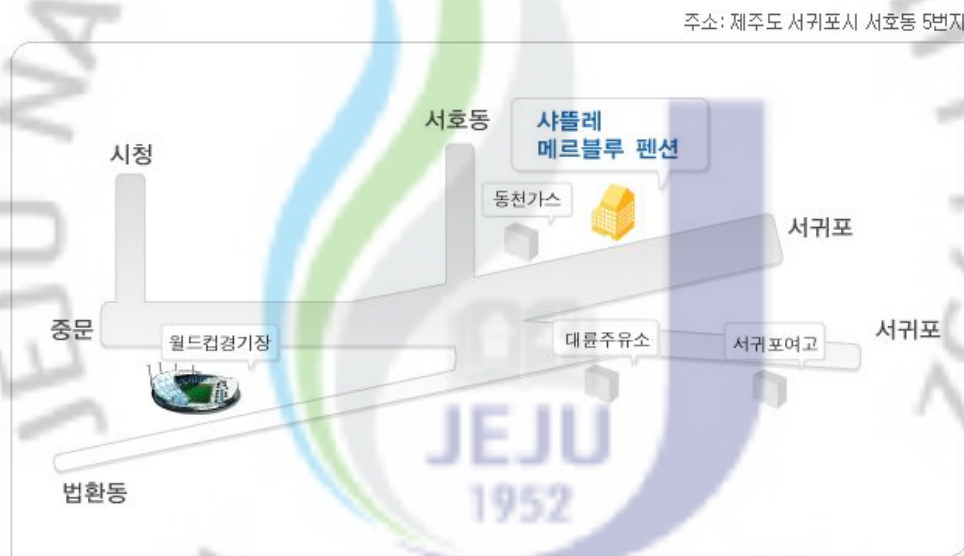 주소: 제주도 서귀포시 서호동 5번지
서호동
샤뜰레
메르블루 펜션
시청
동천가스
서귀포
중문
월드컵경기장
대륜주유소
서귀포여고
서귀포
법환동
JEJU
1952
JEJU NA